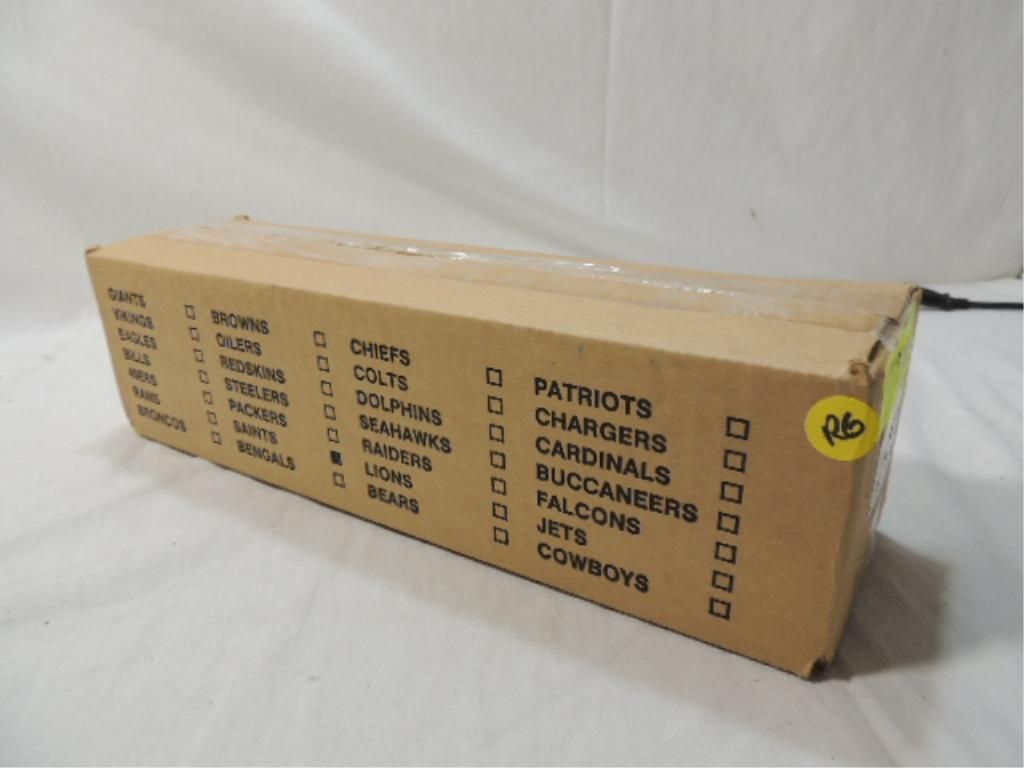 GIANTS ☐ BROWNS ☐ CHIEFS ☐ PATRIOTS ☐
VIKINGS ☐ OILERS ☐ COLTS ☐ CHARGERS ☐
EAGLES ☐ REDSKINS ☐ DOLPHINS ☐ CARDINALS ☐
BILLS ☐ STEELERS ☐ SEAHAWKS ☐ BUCCANEERS ☐
49ERS ☐ PACKERS ☐ RAIDERS ☐ FALCONS ☐
RAMS ☐ SAINTS ■ LIONS ☐ JETS ☐
BRONCOS ☐ BENGALS ☐ BEARS ☐ COWBOYS ☐